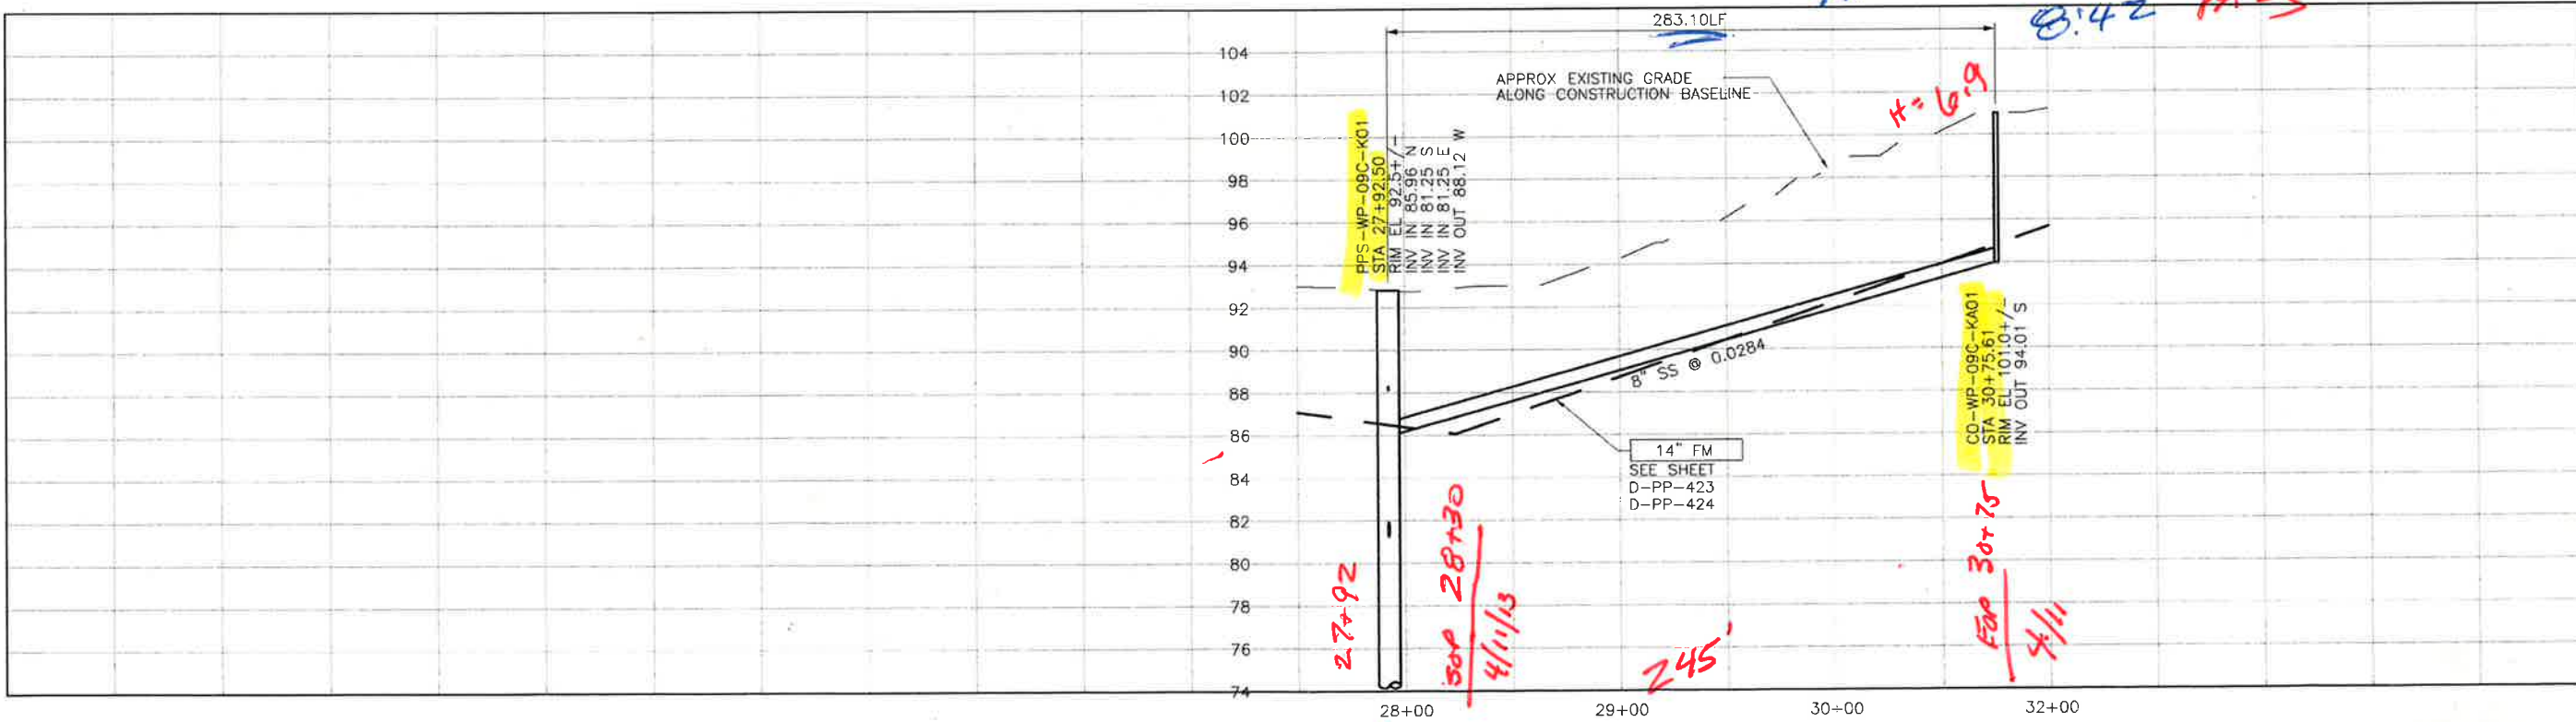 283.10LF
8:42
APPROX EXISTING GRADE
ALONG CONSTRUCTION BASELINE
H= 6.9
104
102
100
98
96
94
92
90
88
86
84
82
80
78
76
74
PPS-WP-09C-K01
STA 27+92.50
RIM EL 92.5+/-
INV IN 85.96 N
INV IN 81.25 S
INV IN 81.25 E
INV OUT 88.12 W
8" SS @ 0.0284
14" FM
SEE SHEET
D-PP-423
D-PP-424
CO-WP-09C-KA01
STA 30+75.61
RIM EL 101.0+/-
INV OUT 94.01 S
27+92
SOP 28+30
4/11/13
245'
EOP 30+75
4/11
28+00
29+00
30+00
32+00